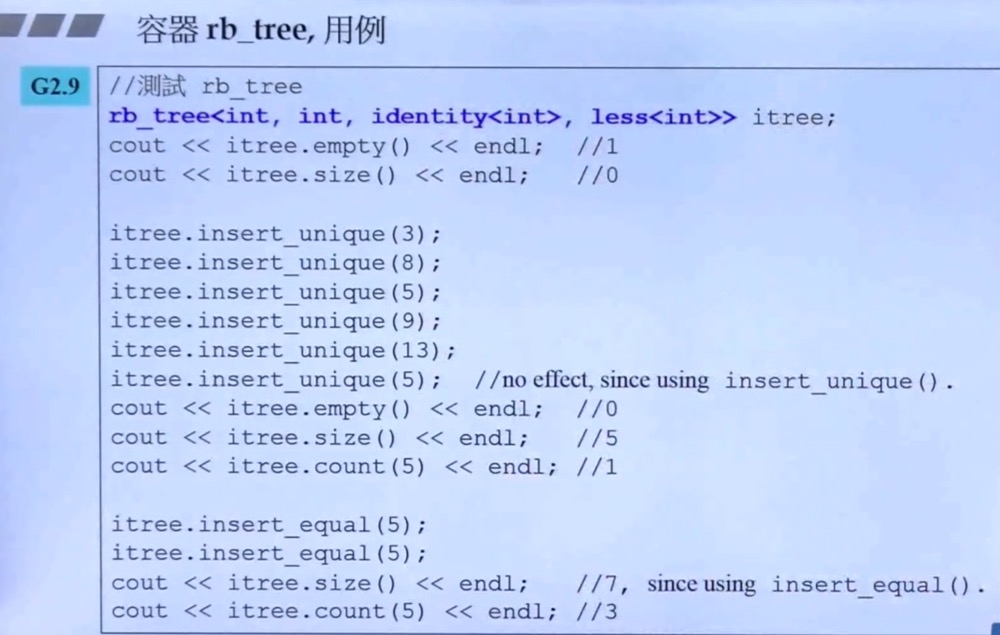 容器 rb_tree, 用例
G2.9
//測試 rb_tree
rb_tree<int, int, identity<int>, less<int>> itree;
cout << itree.empty() << endl;  //1
cout << itree.size() << endl;   //0
itree.insert_unique(3);
itree.insert_unique(8);
itree.insert_unique(5);
itree.insert_unique(9);
itree.insert_unique(13);
itree.insert_unique(5);  //no effect, since using insert_unique().
cout << itree.empty() << endl;  //0
cout << itree.size() << endl;   //5
cout << itree.count(5) << endl; //1
itree.insert_equal(5);
itree.insert_equal(5);
cout << itree.size() << endl;   //7, since using insert_equal().
cout << itree.count(5) << endl; //3